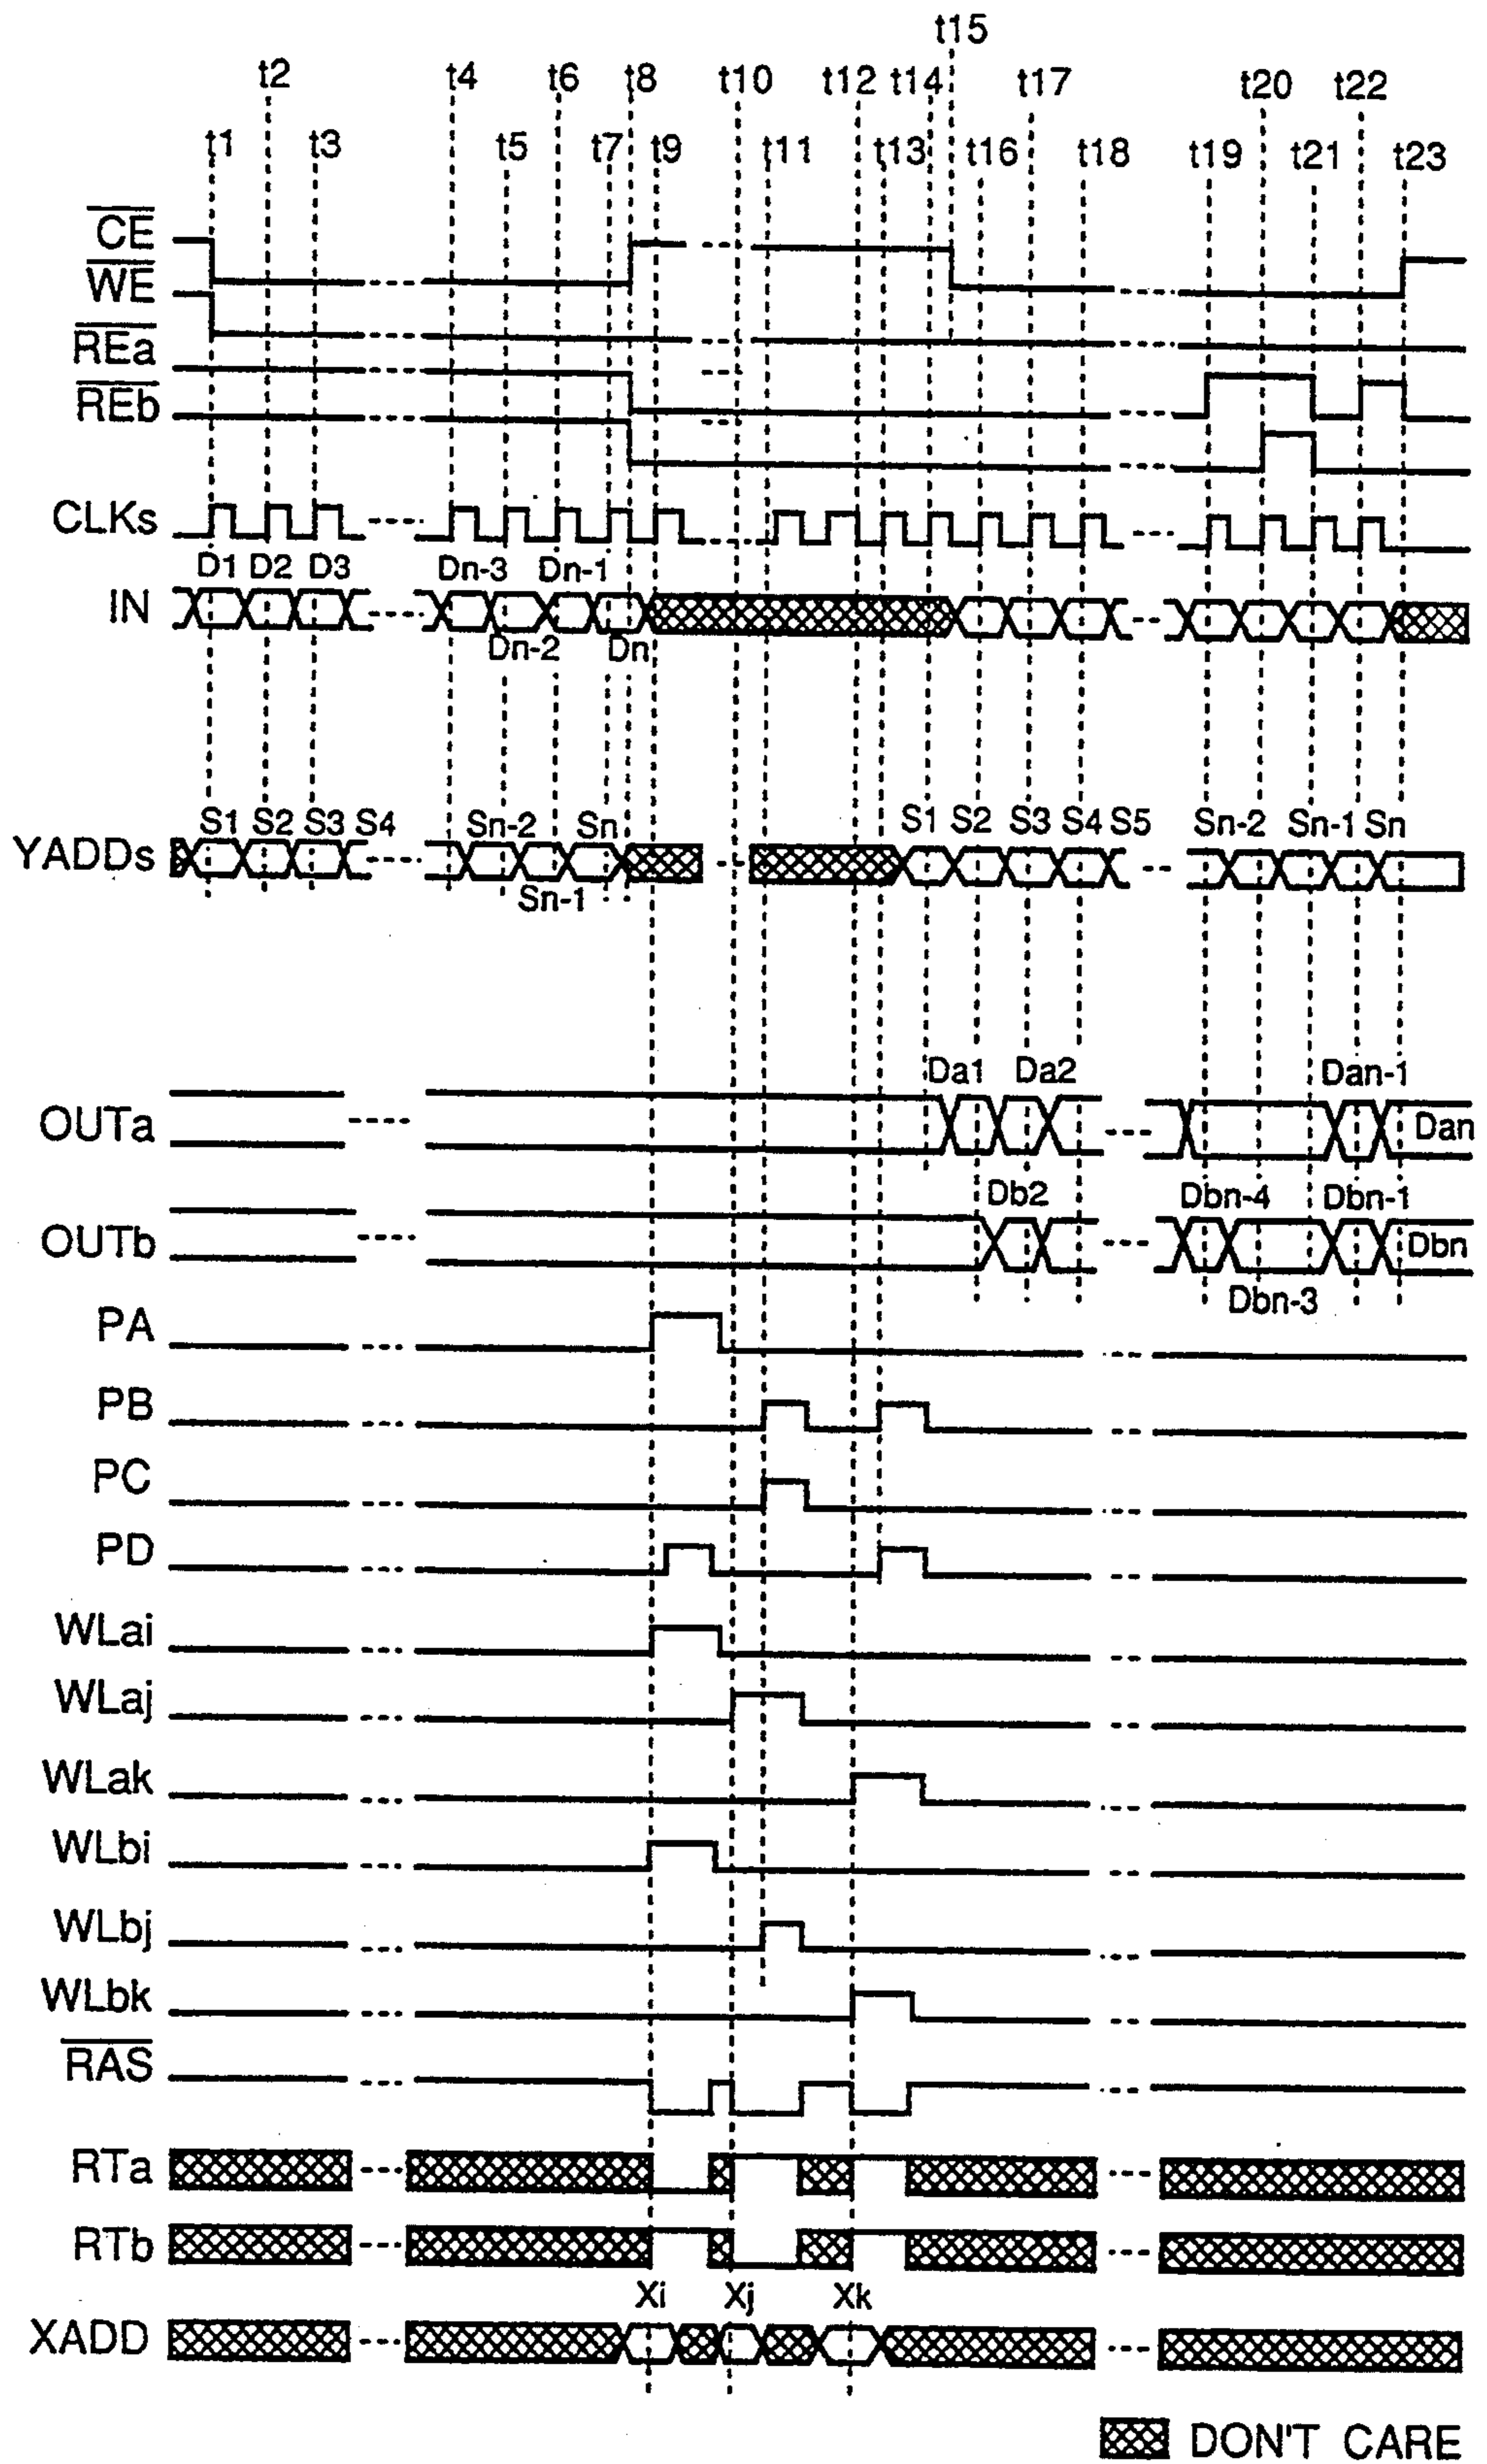 t15
t2 t4 t6 t8 t10 t12 t14 t17 t20 t22
t1 t3 t5 t7 t9 t11 t13 t16 t18 t19 t21 t23
CE
WE
REa
REb
CLKs
D1 D2 D3 Dn-3 Dn-1
IN
Dn-2 Dn
S1 S2 S3 S4 Sn-2 Sn S1 S2 S3 S4 S5 Sn-2 Sn-1 Sn
YADDs
Sn-1
Da1 Da2 Dan-1
OUTa Dan
Db2 Dbn-4 Dbn-1
OUTb Dbn
Dbn-3
PA
PB
PC
PD
WLai
WLaj
WLak
WLbi
WLbj
WLbk
RAS
RTa
RTb
Xi Xj Xk
XADD
DON'T CARE